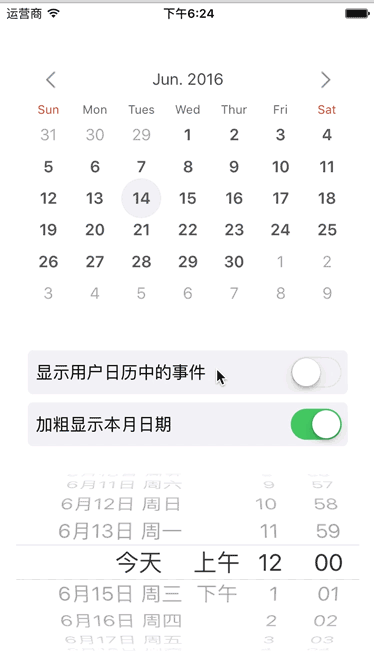 运营商 下午6:24
Jun. 2016
Sun Mon Tues Wed Thur Fri Sat
31 30 29 1 2 3 4
5 6 7 8 9 10 11
12 13 14 15 16 17 18
19 20 21 22 23 24 25
26 27 28 29 30 1 2
3 4 5 6 7 8 9
显示用户日历中的事件
加粗显示本月日期
6月11日 周六 9 57
6月12日 周日 10 58
6月13日 周一 11 59
今天 上午 12 00
6月15日 周三 下午 1 01
6月16日 周四 2 02
6月17日 周五 3 03